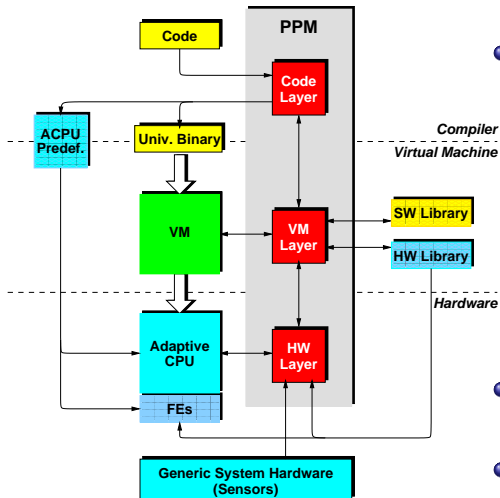 PPM
Code
Code
Layer
ACPU
Predef.
Univ. Binary
Compiler
Virtual Machine
VM
VM
Layer
SW Library
HW Library
Hardware
Adaptive
CPU
HW
Layer
FEs
Generic System Hardware
(Sensors)